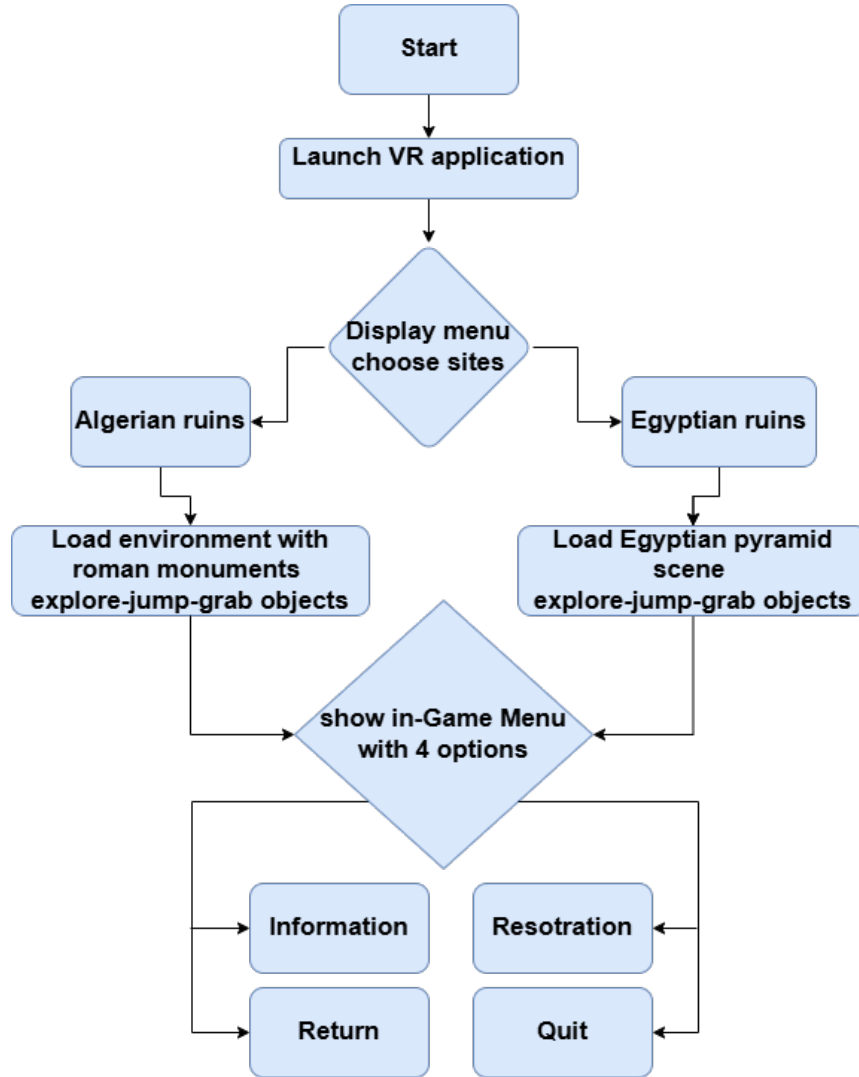 Start
Launch VR application
Display menu
choose sites
Algerian ruins
Egyptian ruins
Load environment with
roman monuments
explore-jump-grab objects
Load Egyptian pyramid
scene
explore-jump-grab objects
show in-Game Menu
with 4 options
Information
Resotration
Return
Quit